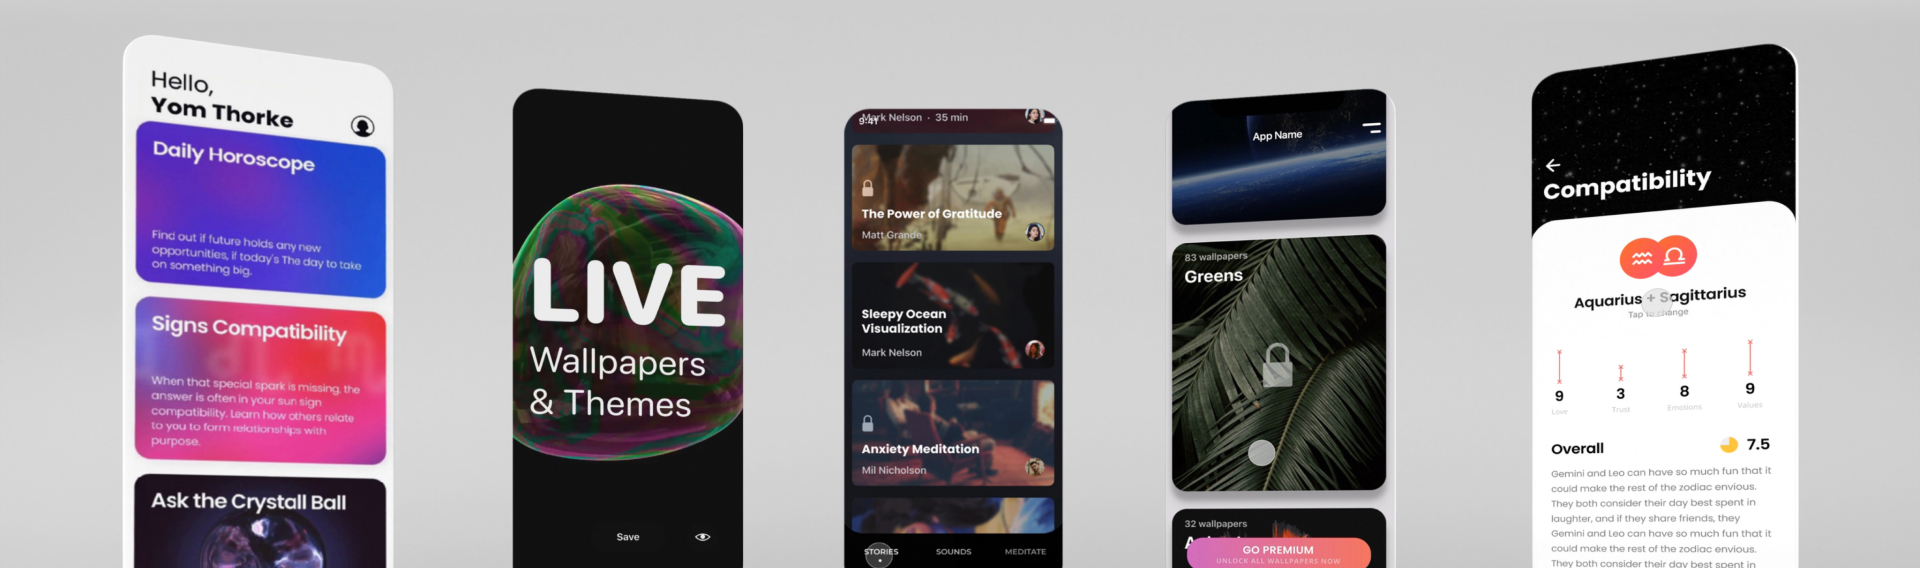 Hello,
Yom Thorke
Daily Horoscope
Find out if future holds any new
opportunities, if today's The day to take
on something big.
Signs Compatibility
When that special spark is missing, the
answer is often in your sun sign
compatibility. Learn how others relate
to you to form relationships with
purpose.
Ask the Crystall Ball
LIVE
Wallpapers
& Themes
Save
9:41
Mark Nelson · 35 min
The Power of Gratitude
Matt Grande
Sleepy Ocean
Visualization
Mark Nelson
Anxiety Meditation
Mil Nicholson
STORIES
SOUNDS
MEDITATE
App Name
83 wallpapers
Greens
32 wallpapers
GO PREMIUM
UNLOCK ALL WALLPAPERS NOW
Compatibility
Aquarius + Sagittarius
Tap to change
9
3
8
9
Love
Trust
Emotions
Values
Overall
7.5
Gemini and Leo can have so much fun that it
could make the rest of the zodiac envious.
They both consider their day best spent in
laughter, and if they share friends, they
Gemini and Leo can have so much fun that it
could make the rest of the zodiac envious.
They both consider their day best spent in